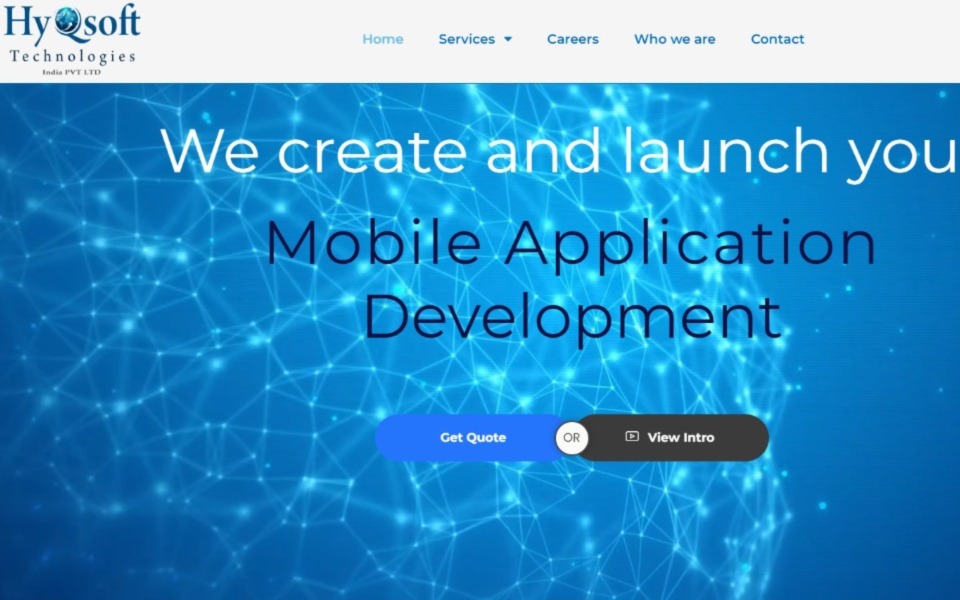 HyQsoft
Technologies
India PVT LTD
Home Services Careers Who we are Contact
We create and launch you
Mobile Application
Development
Get Quote OR View Intro